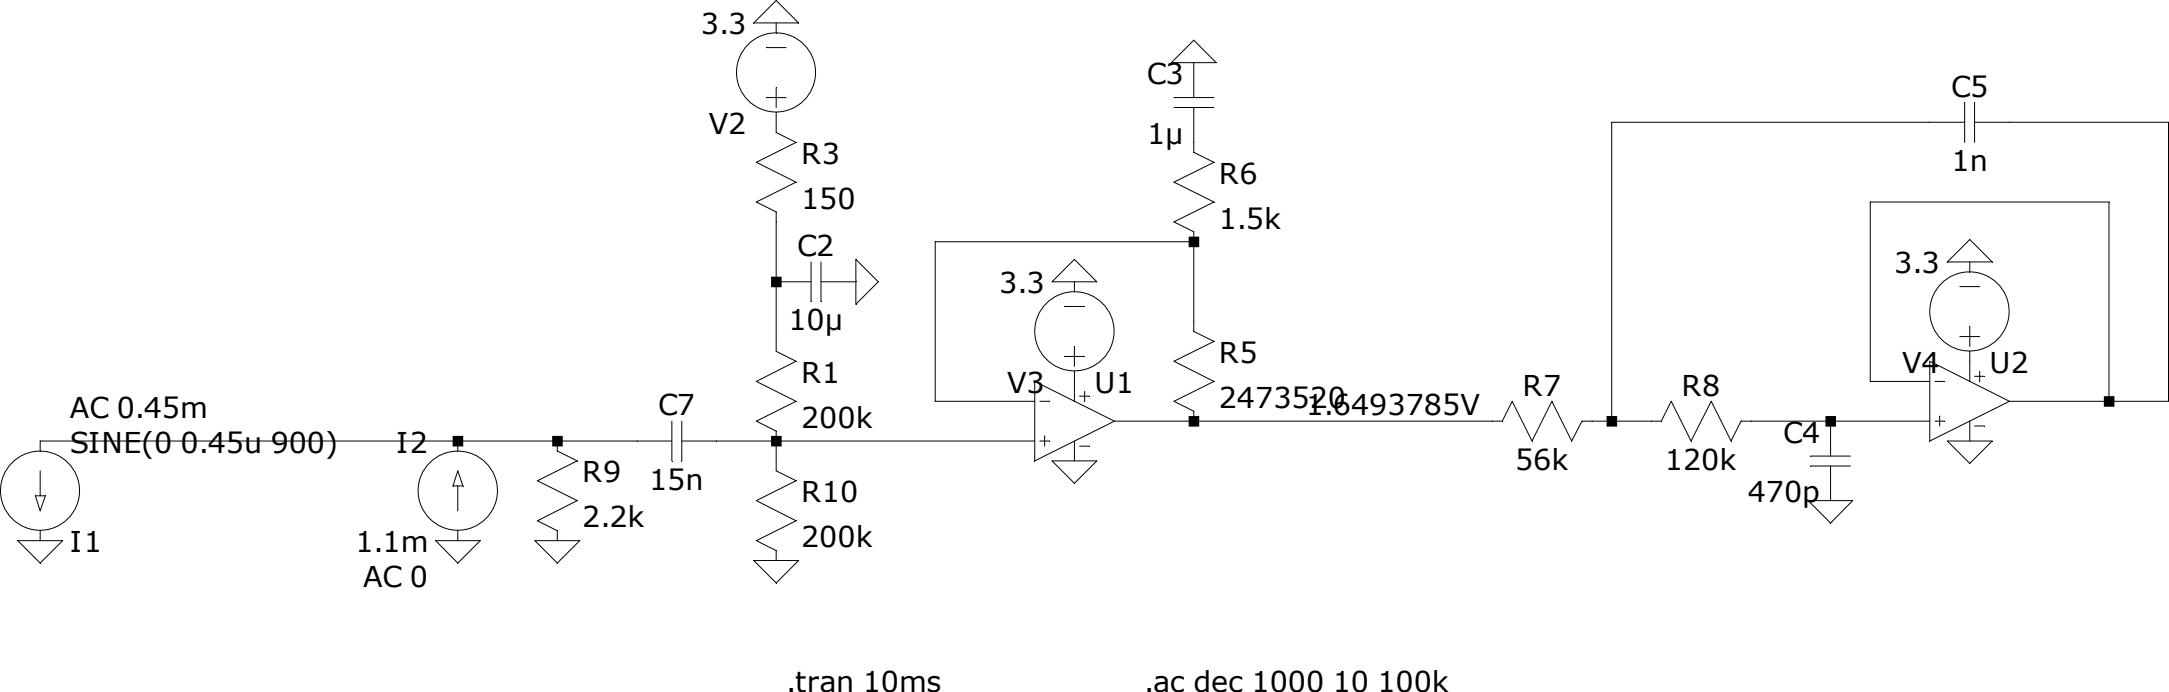 3.3
V2
R3
150
C2
10µ
R1
200k
AC 0.45m
SINE(0 0.45u 900)
I1
I2
1.1m
AC 0
R9
2.2k
C7
15n
R10
200k
C3
1µ
R6
1.5k
3.3
V3
U1
R5
2473520
1.6493785V
R7
56k
R8
120k
C4
470p
C5
1n
3.3
V4
U2
.tran 10ms
.ac dec 1000 10 100k